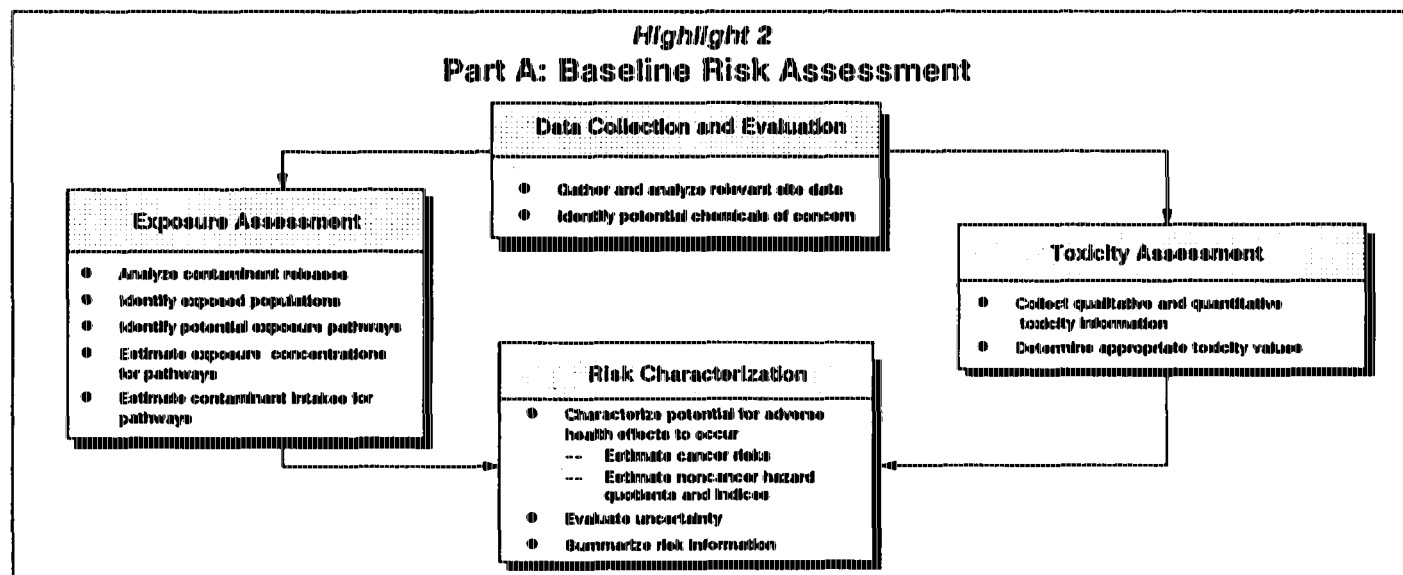 Highlight 2
Part A: Baseline Risk Assessment
Data Collection and Evaluation
● Gather and analyze relevant site data
● Identify potential chemicals of concern
Exposure Assessment
● Analyze contaminant releases
● Identify exposed populations
● Identify potential exposure pathways
● Estimate exposure concentrations
for pathways
● Estimate contaminant intakes for
pathways
Toxicity Assessment
● Collect qualitative and quantitative
toxicity information
● Determine appropriate toxicity values
Risk Characterization
● Characterize potential for adverse
health effects to occur
-- Estimate cancer risks
-- Estimate noncancer hazard
quotients and indices
● Evaluate uncertainty
● Summarize risk information